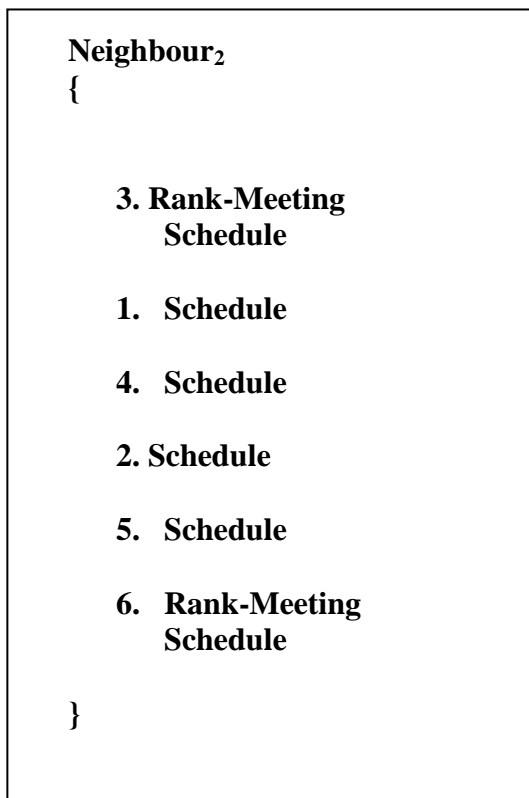 Neighbour₂
{
3. Rank-Meeting
Schedule
1. Schedule
4. Schedule
2. Schedule
5. Schedule
6. Rank-Meeting
Schedule
}